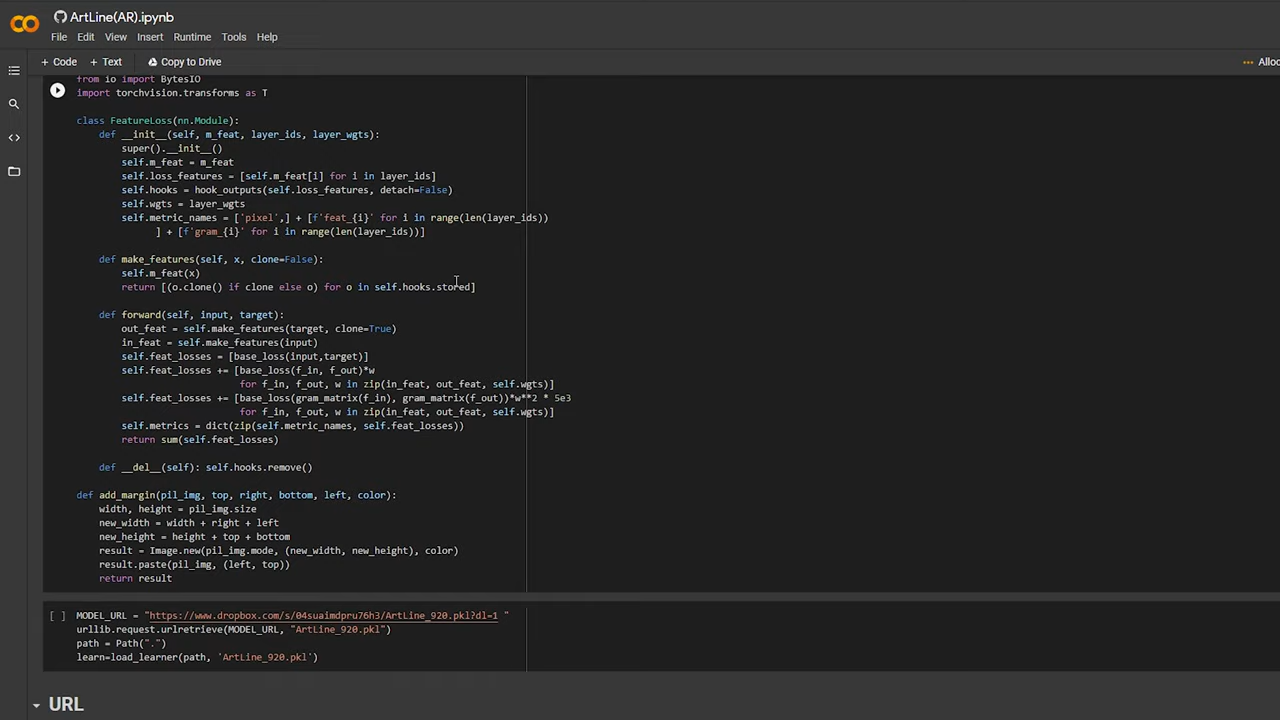 ArtLine(AR).ipynb
File Edit View Insert Runtime Tools Help
+ Code + Text Copy to Drive
from io import BytesIO
import torchvision.transforms as T
class FeatureLoss(nn.Module):
def __init__(self, m_feat, layer_ids, layer_wgts):
super().__init__()
self.m_feat = m_feat
self.loss_features = [self.m_feat[i] for i in layer_ids]
self.hooks = hook_outputs(self.loss_features, detach=False)
self.wgts = layer_wgts
self.metric_names = ['pixel',] + [f'feat_{i}' for i in range(len(layer_ids))
] + [f'gram_{i}' for i in range(len(layer_ids))]
def make_features(self, x, clone=False):
self.m_feat(x)
return [(o.clone() if clone else o) for o in self.hooks.stored]
def forward(self, input, target):
out_feat = self.make_features(target, clone=True)
in_feat = self.make_features(input)
self.feat_losses = [base_loss(input,target)]
self.feat_losses += [base_loss(f_in, f_out)*w
for f_in, f_out, w in zip(in_feat, out_feat, self.wgts)]
self.feat_losses += [base_loss(gram_matrix(f_in), gram_matrix(f_out))*w**2 * 5e3
for f_in, f_out, w in zip(in_feat, out_feat, self.wgts)]
self.metrics = dict(zip(self.metric_names, self.feat_losses))
return sum(self.feat_losses)
def __del__(self): self.hooks.remove()
def add_margin(pil_img, top, right, bottom, left, color):
width, height = pil_img.size
new_width = width + right + left
new_height = height + top + bottom
result = Image.new(pil_img.mode, (new_width, new_height), color)
result.paste(pil_img, (left, top))
return result
[ ] MODEL_URL = "https://www.dropbox.com/s/04suaimdpru76h3/ArtLine_920.pkl?dl=1 "
urllib.request.urlretrieve(MODEL_URL, "ArtLine_920.pkl")
path = Path(".")
learn=load_learner(path, 'ArtLine_920.pkl')
URL